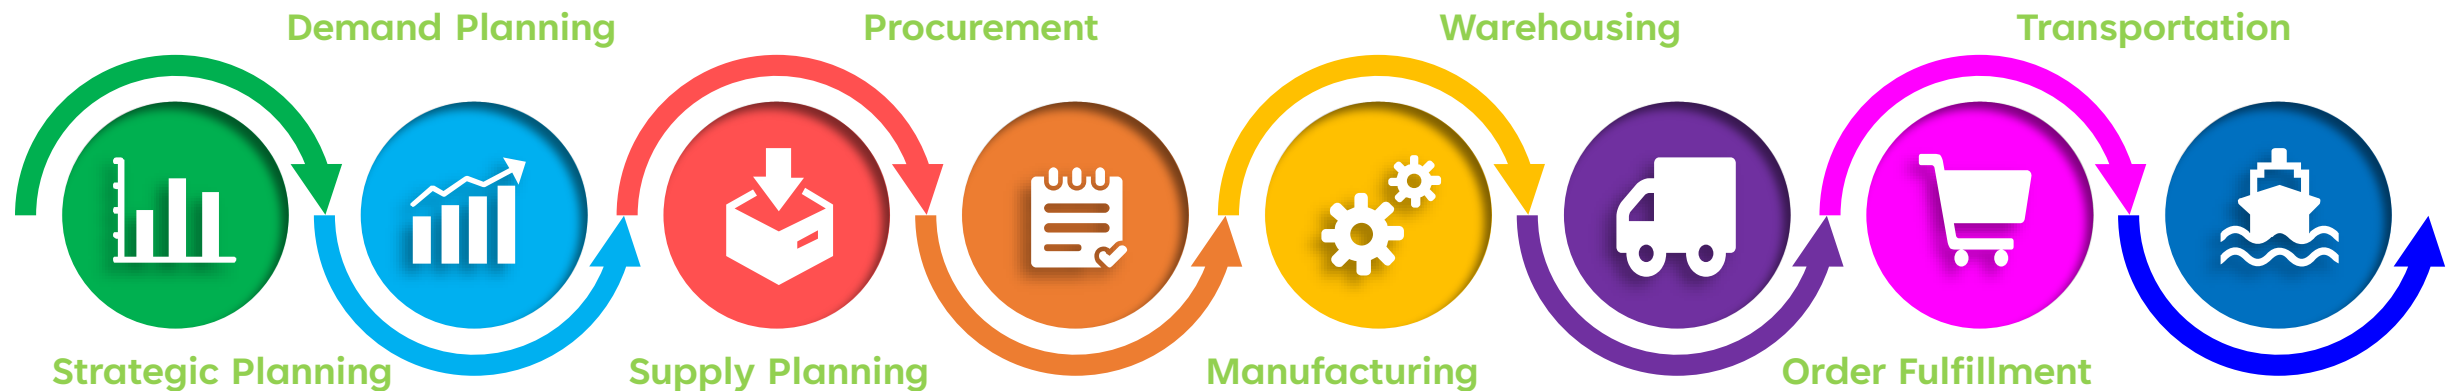 Demand Planning
Procurement
Warehousing
Transportation
Strategic Planning
Supply Planning
Manufacturing
Order Fulfillment